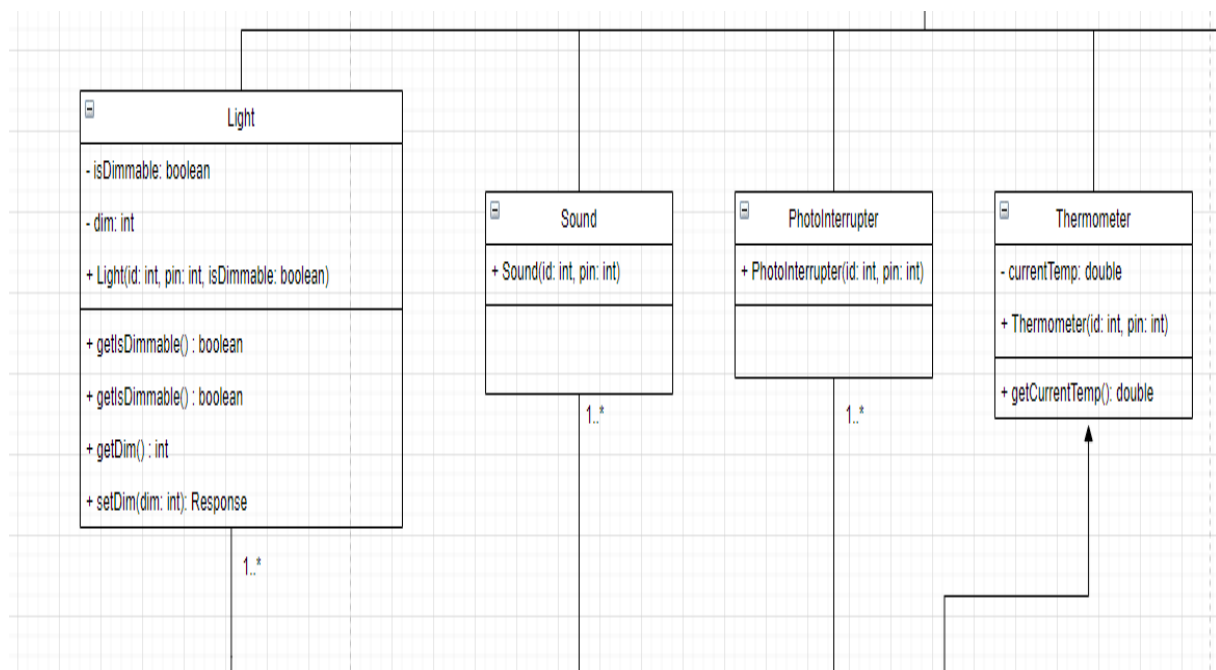 Light
- isDimmable: boolean
- dim: int
+ Light(id: int, pin: int, isDimmable: boolean)
+ getIsDimmable() : boolean
+ getIsDimmable() : boolean
+ getDim() : int
+ setDim(dim: int): Response
1..*
Sound
+ Sound(id: int, pin: int)
1..*
PhotoInterrupter
+ PhotoInterrupter(id: int, pin: int)
1..*
Thermometer
- currentTemp: double
+ Thermometer(id: int, pin: int)
+ getCurrentTemp(): double